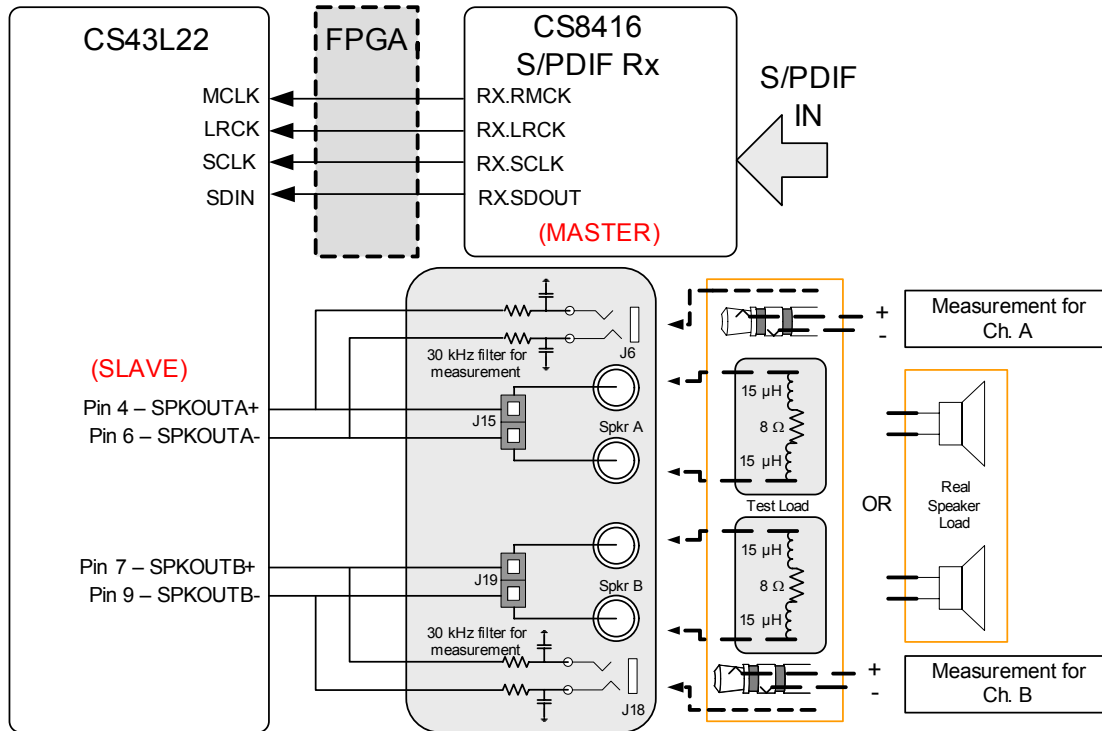 CS43L22
FPGA
CS8416
S/PDIF Rx
S/PDIF
IN
MCLK
RX.RMCK
LRCK
RX.LRCK
SCLK
RX.SCLK
SDIN
RX.SDOUT
(MASTER)
J6
30 kHz filter for
measurement
+
-
Measurement for
Ch. A
(SLAVE)
Pin 4 – SPKOUTA+
Pin 6 – SPKOUTA-
J15
Spkr A
15 µH
8 Ω
15 µH
Test Load
OR
Real
Speaker
Load
Pin 7 – SPKOUTB+
Pin 9 – SPKOUTB-
J19
Spkr B
15 µH
8 Ω
15 µH
30 kHz filter for
measurement
J18
+
-
Measurement for
Ch. B